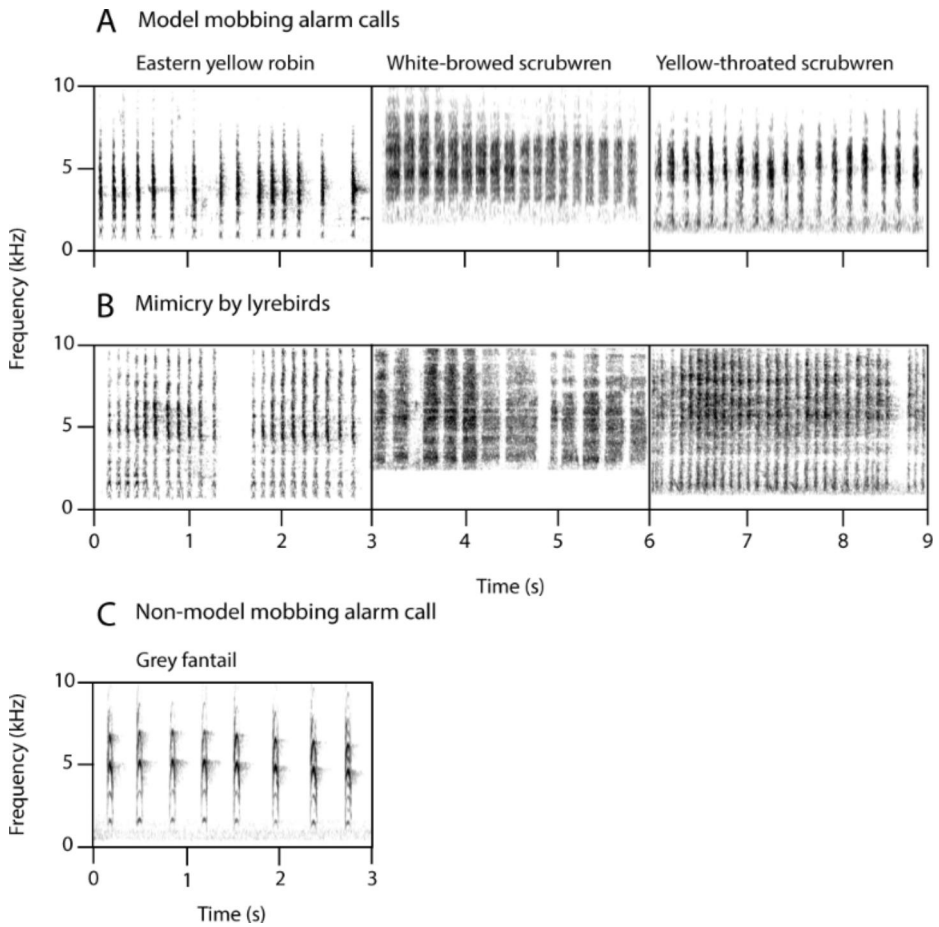 A Model mobbing alarm calls
Eastern yellow robin White-browed scrubwren Yellow-throated scrubwren
10
5
0
B Mimicry by lyrebirds
Frequency (kHz)
10
5
0
0 1 2 3 4 5 6 7 8 9
Time (s)
C Non-model mobbing alarm call
Grey fantail
Frequency (kHz)
10
5
0
0 1 2 3
Time (s)